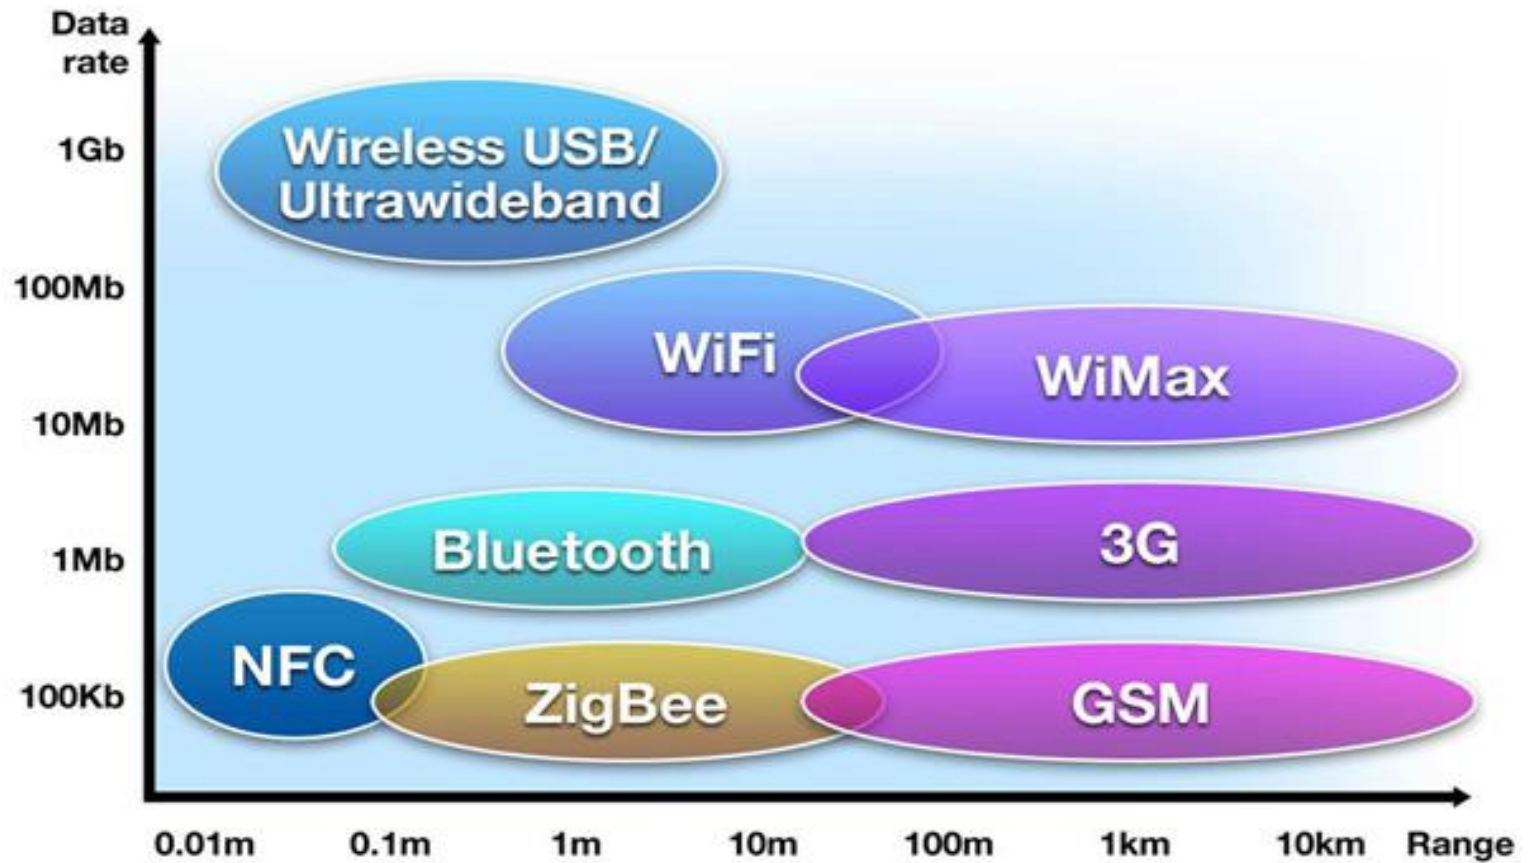 Data
rate
1Gb
100Mb
10Mb
1Mb
100Kb
Wireless USB/
Ultrawideband
WiFi
WiMax
Bluetooth
3G
NFC
ZigBee
GSM
0.01m 0.1m 1m 10m 100m 1km 10km Range